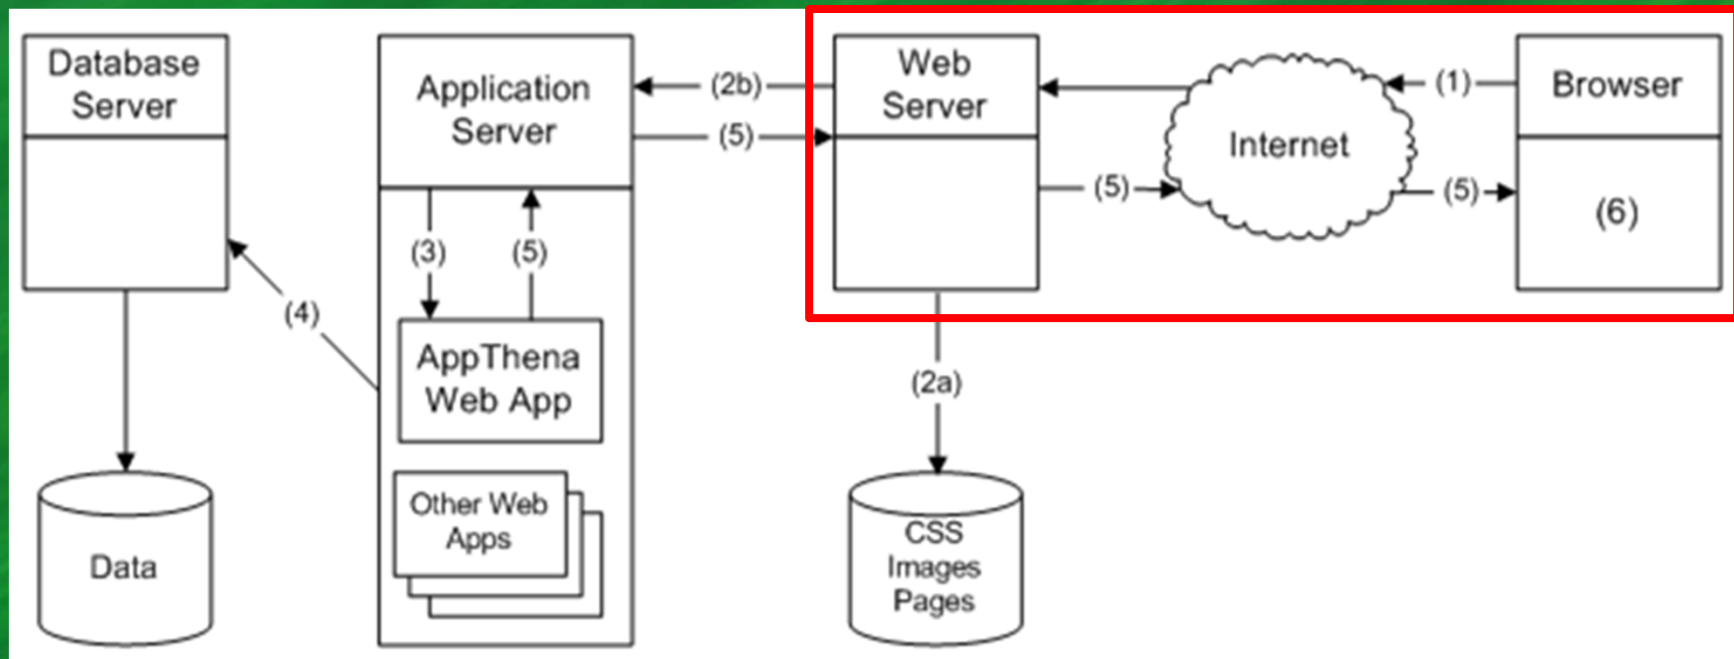 Database
Server
Application
Server
(2b)
(5)
Web
Server
(5)
Internet
(1)
(5)
Browser
(6)
(4)
(3)
(5)
AppThena
Web App
Other Web
Apps
(2a)
Data
CSS
Images
Pages